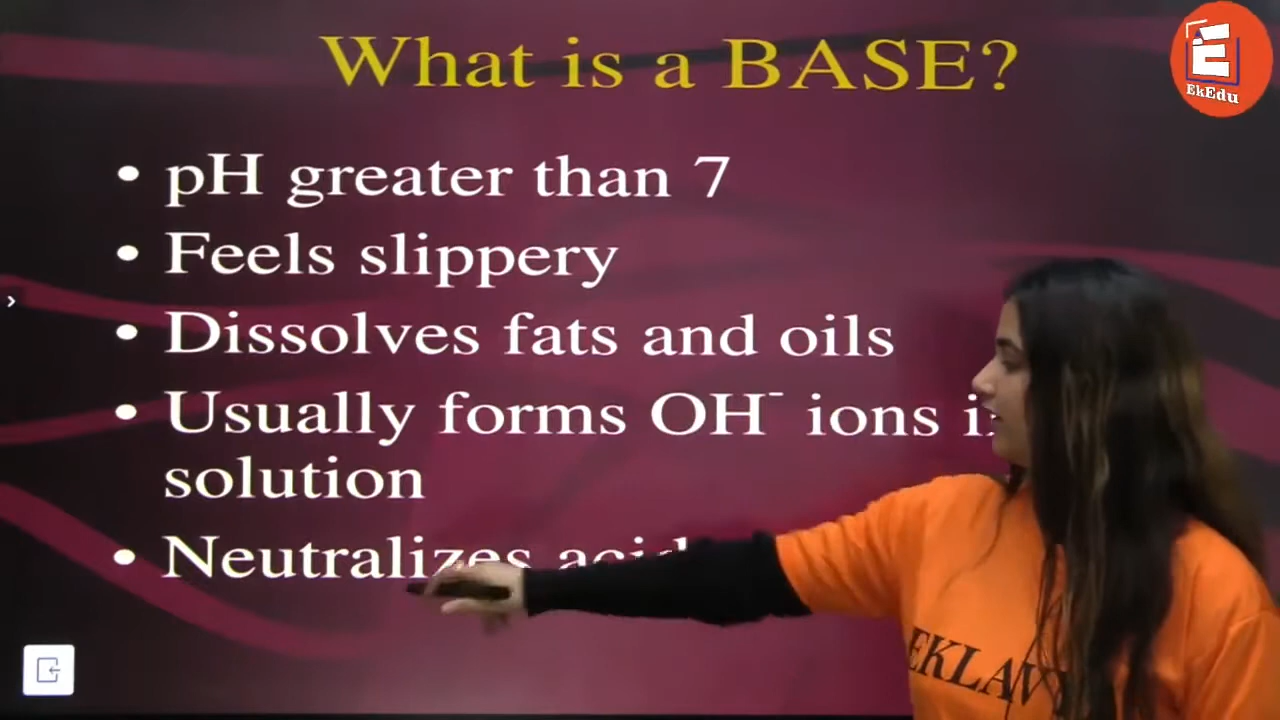 What is a BASE?
• pH greater than 7
• Feels slippery
• Dissolves fats and oils
• Usually forms OH⁻ ions
solution
• Neutralizes
EkEdu